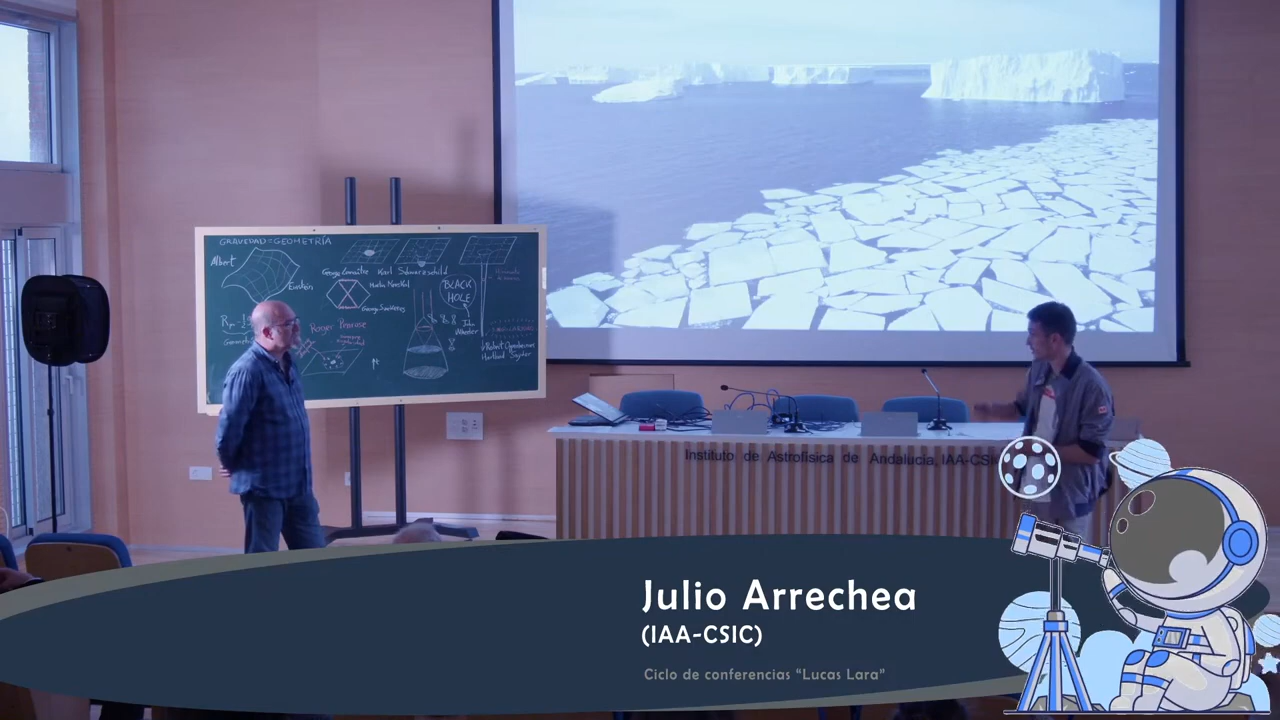 GRAVEDAD=GEOMETRÍA
Albert
Einstein
George Lemaître
Karl Schwarzschild
Martin Kruskal
George Szekeres
BLACK
HOLE
John
Wheeler
Roger Penrose
Robert Oppenheimer
Hartland Snyder
Instituto de Astrofísica de Andalucía, IAA-CSIC
Julio Arrechea
(IAA-CSIC)
Ciclo de conferencias “Lucas Lara”